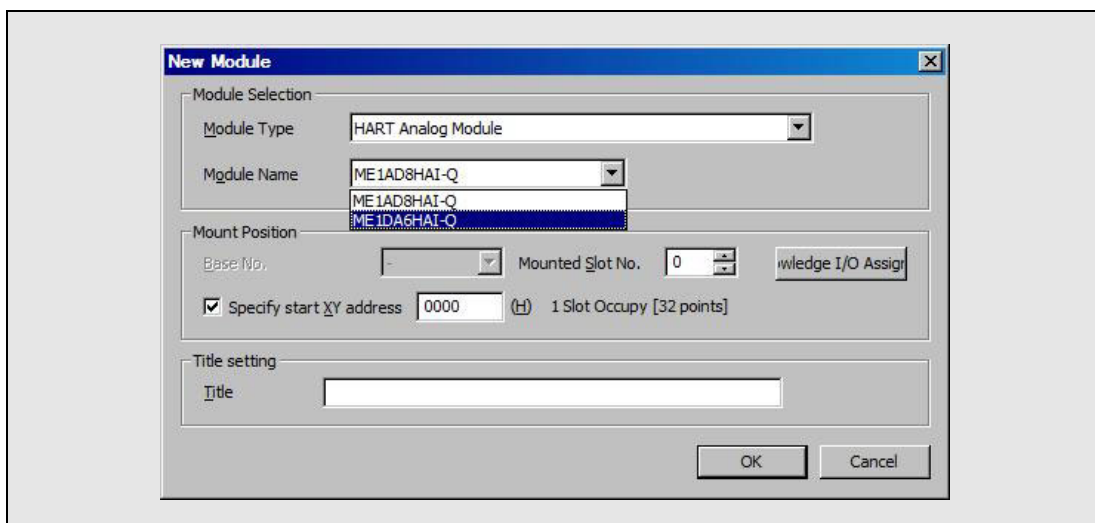 New Module
Module Selection
Module Type HART Analog Module
Module Name ME1AD8HAI-Q
ME1AD8HAI-Q
ME1DA6HAI-Q
Mount Position
Base No. - Mounted Slot No. 0 wledge I/O Assign
Specify start XY address 0000 (H) 1 Slot Occupy [32 points]
Title setting
Title
OK Cancel